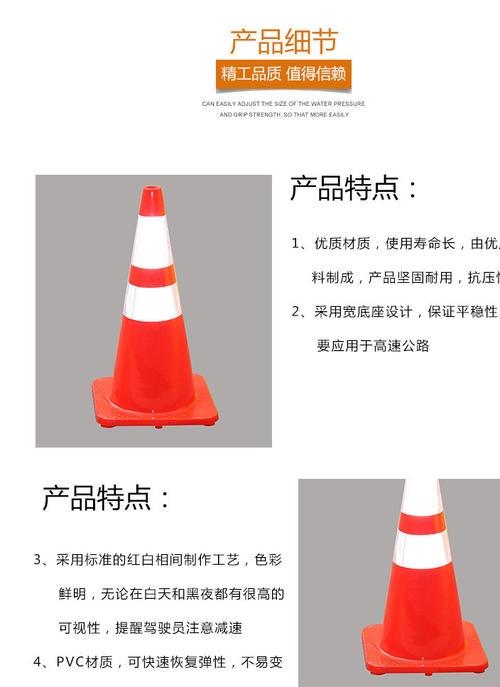 产品细节
精工品质 值得信赖
CAN EASILY ADJUST THE SIZE OF THE WATER PRESSURE
AND GRIP STRENGTH, SO THAT MORE EASILY
产品特点：
1、优质材质，使用寿命长，由优
料制成，产品坚固耐用，抗压
2、采用宽底座设计，保证平稳性
要应用于高速公路
产品特点：
3、采用标准的红白相间制作工艺，色彩
鲜明，无论在白天和黑夜都有很高的
可视性，提醒驾驶员注意减速
4、PVC材质，可快速恢复弹性，不易变